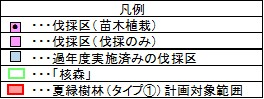 凡例
･･･伐採区（苗木植栽）
･･･伐採区（伐採のみ）
･･･過年度実施済みの伐採区
･･･「核森」
･･･夏緑樹林（タイプ①）計画対象範囲